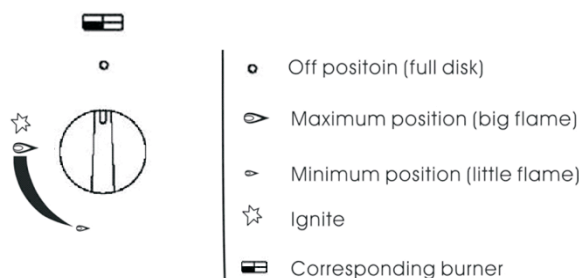 Off positoin (full disk)
Maximum position (big flame)
Minimum position (little flame)
Ignite
Corresponding burner